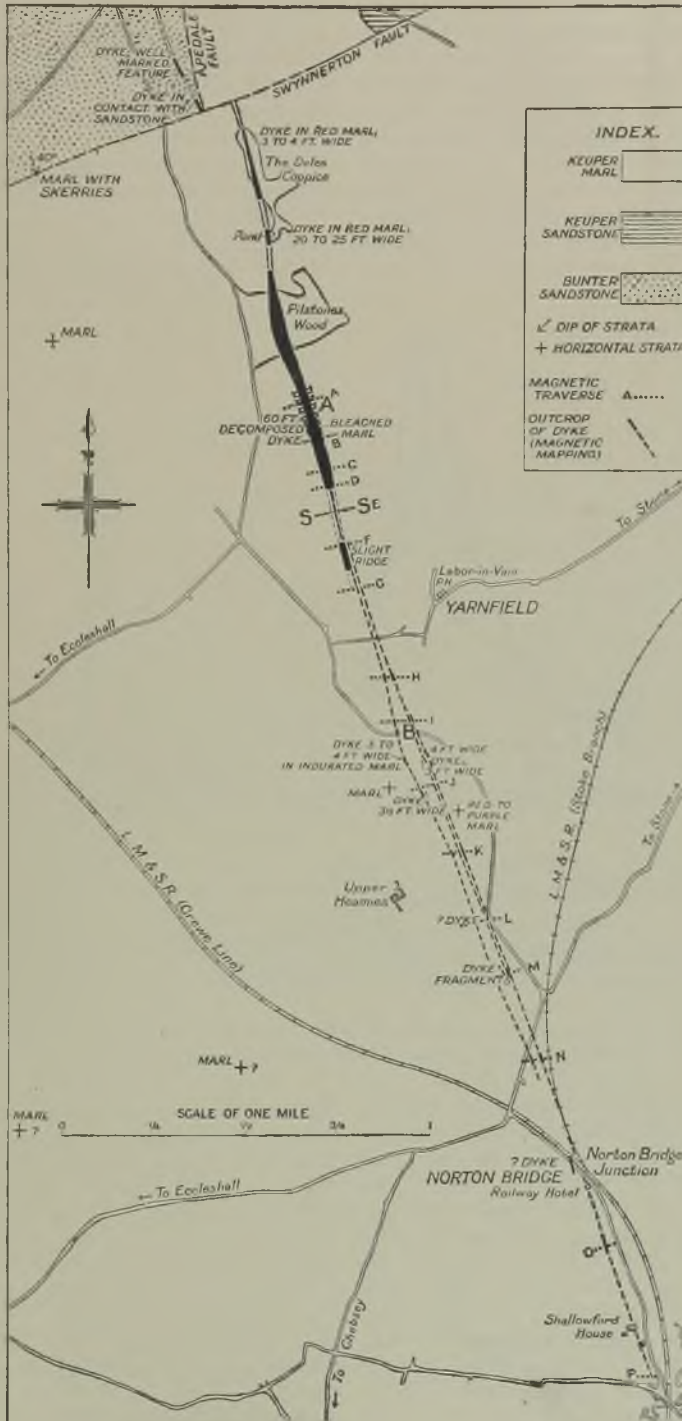 DYKE, WELL
MARKED
FEATURE
APEDALE
FAULT
DYKE IN
CONTACT WITH
SANDSTONE
SWYNNERTON FAULT
40°
MARL WITH
SKERRIES
DYKE IN RED MARL,
3 TO 4 FT. WIDE
The Deles
Coppice
Pond
DYKE IN RED MARL,
20 TO 25 FT WIDE
Pilstones
Wood
INDEX.
KEUPER
MARL
KEUPER
SANDSTONE
BUNTER
SANDSTONE
DIP OF STRATA
HORIZONTAL STRATA
MAGNETIC
TRAVERSE A
OUTCROP
OF DYKE
(MAGNETIC
MAPPING)
MARL
A
A
60 FT.
DECOMPOSED
DYKE
BLEACHED
MARL
B
C
D
S S E
F
SLIGHT
RIDGE
G
To Stone
Labor-in-Vain
P.H.
YARNFIELD
To Eccleshall
H
I
B
DYKE 3 TO
4 FT WIDE
IN INDURATED MARL
4 FT WIDE
DYKE,
FT WIDE
J
MARL
DYKE
FT. WIDE
RED TO
PURPLE
MARL
K
L. M. & S. R. (Stoke Branch)
To Stone
L. M. & S. R. (Crewe Line)
Upper
Heamies
? DYKE
L
DYKE
FRAGMENTS
M
N
MARL ?
MARL
?
SCALE OF ONE MILE
0 1/4 1/2 3/4 1
? DYKE
Norton Bridge
Junction
NORTON BRIDGE
Railway Hotel
To Eccleshall
O
To Chebsey
Shallowford
House
P